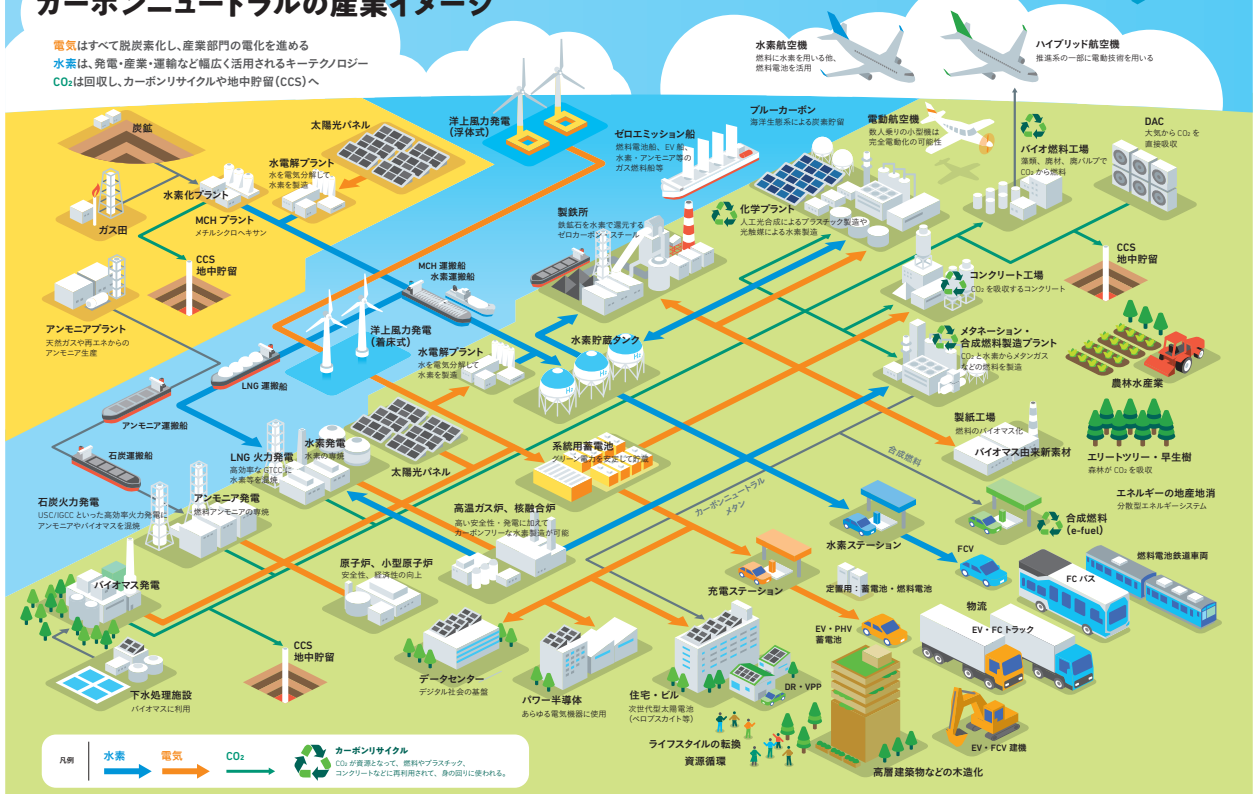 カーボンニュートラルの産業イメージ
電気はすべて脱炭素化し、産業部門の電化を進める
水素は、発電・産業・運輸など幅広く活用されるキーテクノロジー
CO₂は回収し、カーボンリサイクルや地中貯留(CCS)へ
水素航空機
燃料に水素を用いる他、
燃料電池を活用
ハイブリッド航空機
推進系の一部に電動技術を用いる
炭鉱
太陽光パネル
洋上風力発電
(浮体式)
ゼロエミッション船
燃料電池船、EV 船、
水素・アンモニア等の
ガス燃料船等
ブルーカーボン
海洋生態系による炭素貯留
電動航空機
数人乗りの小型機は
完全電動化の可能性
バイオ燃料工場
藻類、廃材、廃パルプで
CO₂ から燃料
DAC
大気から CO₂ を
直接吸収
水電解プラント
水を電気分解して
水素を製造
水素化プラント
ガス田
MCH プラント
メチルシクロヘキサン
CCS
地中貯留
製鉄所
鉄鉱石を水素で還元する
ゼロカーボン・スチール
化学プラント
人工光合成によるプラスチック製造や
光触媒による水素製造
CCS
地中貯留
アンモニアプラント
天然ガスや再エネからの
アンモニア生産
MCH 運搬船
水素運搬船
コンクリート工場
CO₂ を吸収するコンクリート
洋上風力発電
(着床式)
水電解プラント
水を電気分解して
水素を製造
水素貯蔵タンク
H₂
H₂
H₂
メタネーション・
合成燃料製造プラント
CO₂ と水素からメタンガス
などの燃料を製造
農林水産業
LNG 運搬船
アンモニア運搬船
石炭運搬船
LNG 火力発電
高効率な GTCC に
水素等を混焼
水素発電
水素の専焼
太陽光パネル
系統用蓄電池
グリーン電力を安定して貯蔵
製紙工場
燃料のバイオマス化
バイオマス由来新素材
エリートツリー・早生樹
森林が CO₂ を吸収
合成燃料
カーボンニュートラル
メタン
石炭火力発電
USC/IGCC といった高効率火力発電に
アンモニアやバイオマスを混焼
アンモニア発電
燃料アンモニアの専焼
高温ガス炉、核融合炉
高い安全性・発電に加えて
カーボンフリーな水素製造が可能
水素ステーション
合成燃料
(e-fuel)
エネルギーの地産地消
分散型エネルギーシステム
FCV
燃料電池鉄道車両
FC バス
原子炉、小型原子炉
安全性、経済性の向上
バイオマス発電
充電ステーション
定置用:蓄電池・燃料電池
物流
EV・FC トラック
EV・PHV
蓄電池
CCS
地中貯留
データセンター
デジタル社会の基盤
パワー半導体
あらゆる電気機器に使用
住宅・ビル
次世代型太陽電池
(ペロブスカイト等)
DR・VPP
下水処理施設
バイオマスに利用
ライフスタイルの転換
資源循環
高層建築物などの木造化
EV・FCV 建機
凡例
水素
電気
CO₂
カーボンリサイクル
CO₂ が資源となって、燃料やプラスチック、
コンクリートなどに再利用されて、身の回りに使われる。